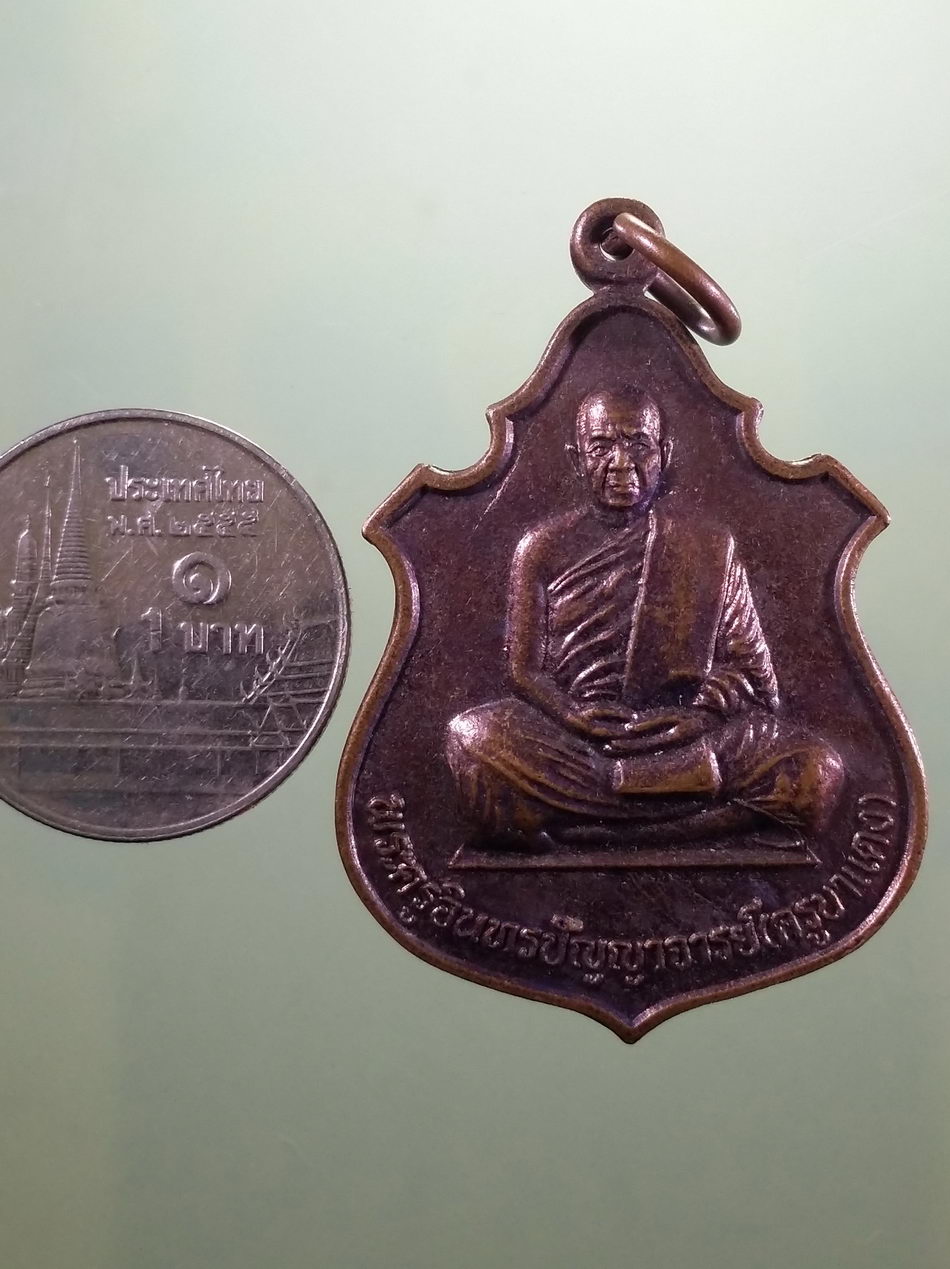 ประเทศไทย
พ.ศ. ๒๕๕๕
๑
1 บาท
พระครูอินทรปัญญาจารย์(ครูบาแดง)